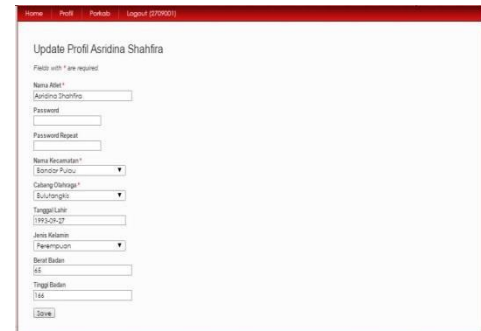 Home Profil Porkab Logout (2709001)
Update Profil Asridina Shahfira
Fields with * are required
Nama Atlet *
Asridina Shahfira
Password
Password Repeat
Nama Kecamatan *
Bandar Pulau
Cabang Olahraga *
Bulutangkis
Tanggal Lahir
1993-09-27
Jenis Kelamin
Perempuan
Berat Badan
65
Tinggi Badan
166
Save